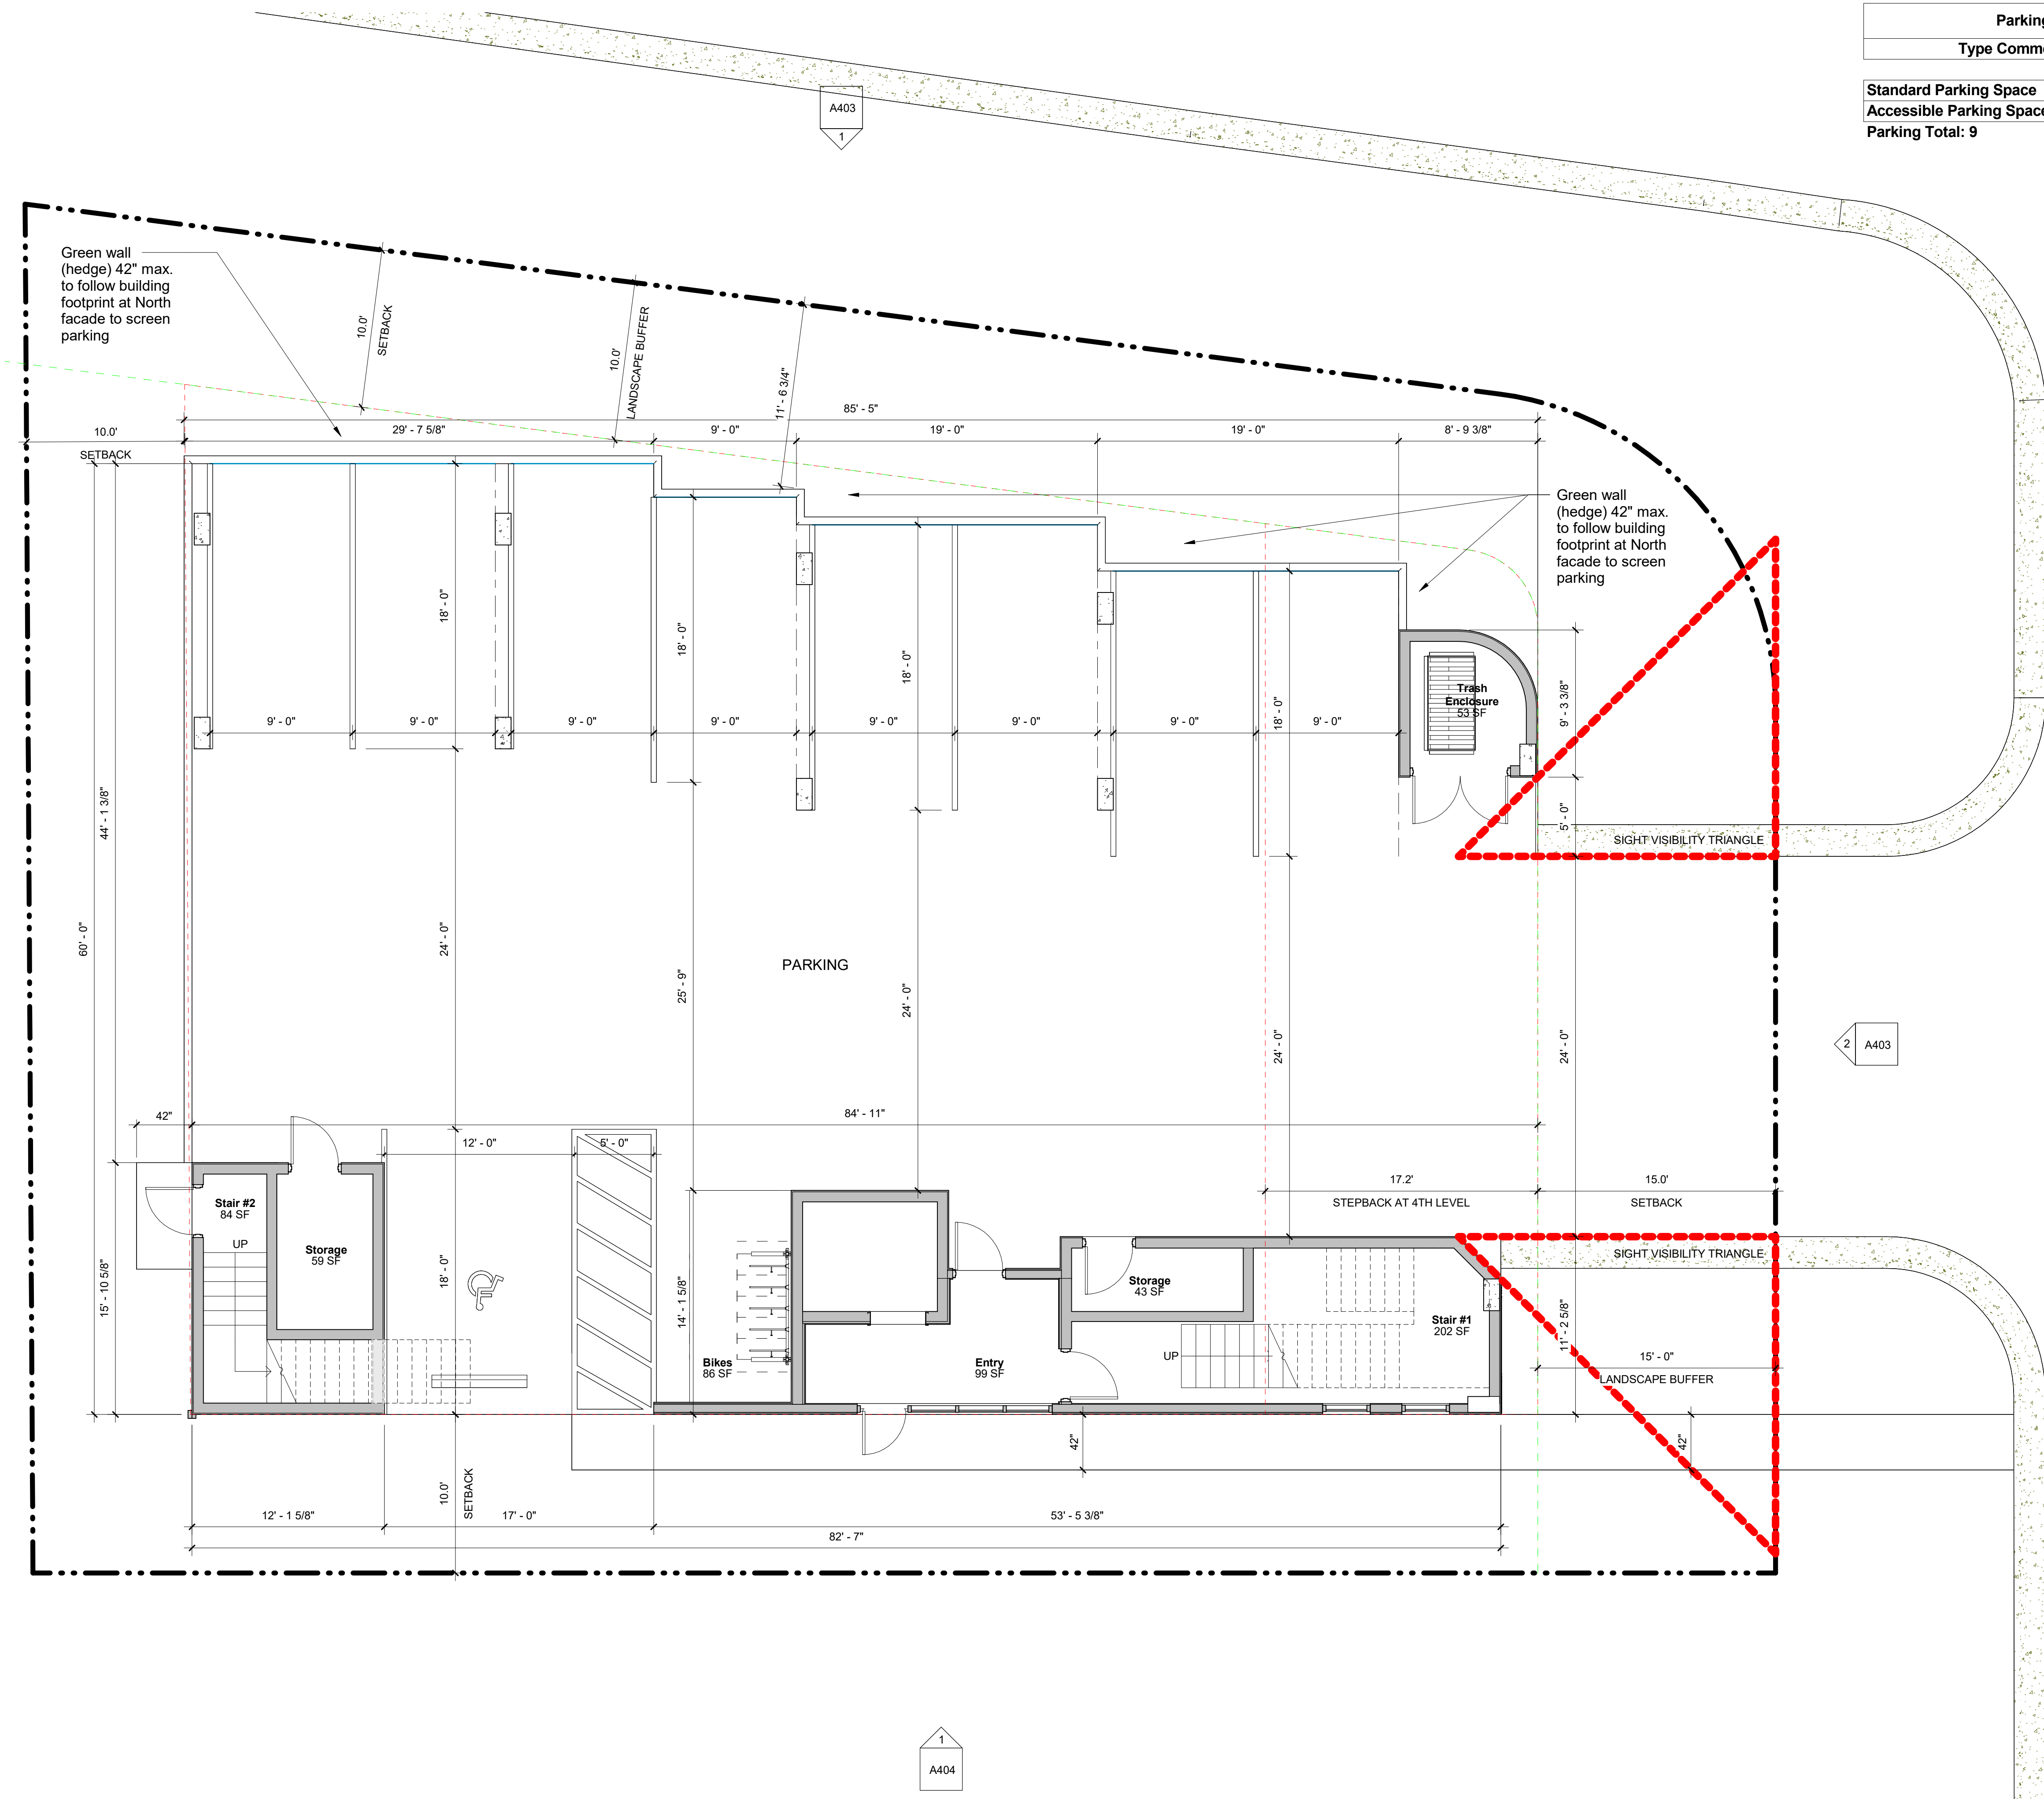 Parking
Type Comme
Standard Parking Space
Accessible Parking Space
Parking Total: 9
A403
1
Green wall
(hedge) 42" max.
to follow building
footprint at North
facade to screen
parking
10.0'
SETBACK
10.0'
LANDSCAPE BUFFER
11' - 6 3/4"
85' - 5"
10.0'
SETBACK
29' - 7 5/8"
9' - 0"
19' - 0"
19' - 0"
8' - 9 3/8"
Green wall
(hedge) 42" max.
to follow building
footprint at North
facade to screen
parking
18' - 0"
18' - 0"
18' - 0"
18' - 0"
Trash
Enclosure
53 SF
9' - 3 3/8"
9' - 0"
9' - 0"
9' - 0"
9' - 0"
9' - 0"
9' - 0"
9' - 0"
9' - 0"
44' - 1 3/8"
60' - 0"
5' - 0"
SIGHT VISIBILITY TRIANGLE
24' - 0"
25' - 9"
PARKING
24' - 0"
24' - 0"
24' - 0"
2
A403
42"
84' - 11"
12' - 0"
5' - 0"
17.2'
STEPBACK AT 4TH LEVEL
15.0'
SETBACK
Stair #2
84 SF
UP
Storage
59 SF
15' - 10 5/8"
18' - 0"
14' - 1 5/8"
Bikes
86 SF
Entry
99 SF
Storage
43 SF
UP
Stair #1
202 SF
SIGHT VISIBILITY TRIANGLE
11' - 2 5/8"
15' - 0"
LANDSCAPE BUFFER
42"
42"
10.0'
SETBACK
12' - 1 5/8"
17' - 0"
53' - 5 3/8"
82' - 7"
1
A404